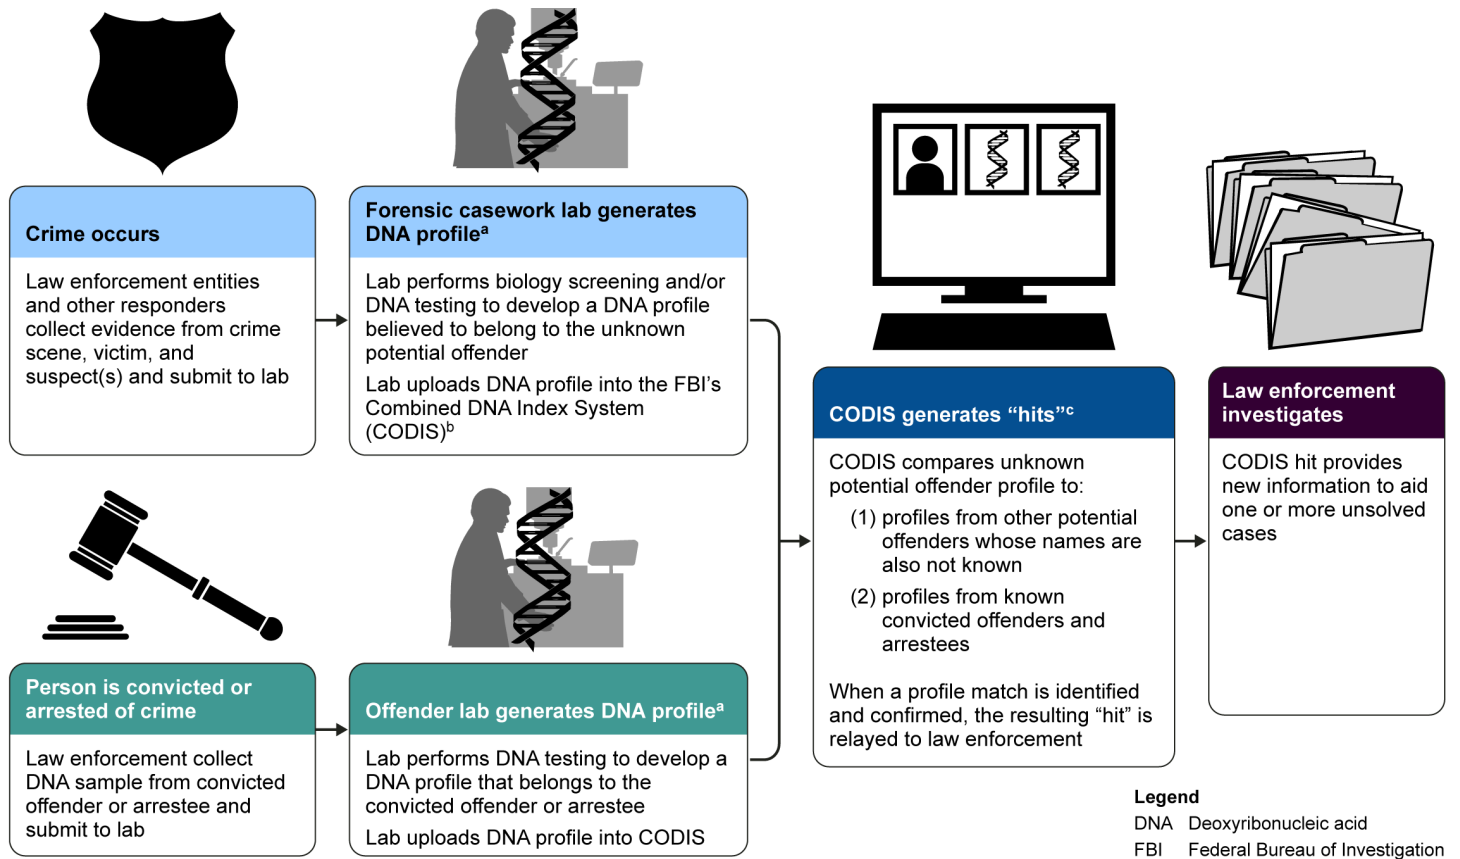 Crime occurs
Law enforcement entities
and other responders
collect evidence from crime
scene, victim, and
suspect(s) and submit to lab
Forensic casework lab generates
DNA profileᵃ
Lab performs biology screening and/or
DNA testing to develop a DNA profile
believed to belong to the unknown
potential offender
Lab uploads DNA profile into the FBI’s
Combined DNA Index System
(CODIS)ᵇ
Person is convicted or
arrested of crime
Law enforcement collect
DNA sample from convicted
offender or arrestee and
submit to lab
Offender lab generates DNA profileᵃ
Lab performs DNA testing to develop a
DNA profile that belongs to the
convicted offender or arrestee
Lab uploads DNA profile into CODIS
CODIS generates “hits”ᶜ
CODIS compares unknown
potential offender profile to:
(1) profiles from other potential
offenders whose names are
also not known
(2) profiles from known
convicted offenders and
arrestees
When a profile match is identified
and confirmed, the resulting “hit” is
relayed to law enforcement
Law enforcement
investigates
CODIS hit provides
new information to aid
one or more unsolved
cases
Legend
DNA Deoxyribonucleic acid
FBI Federal Bureau of Investigation